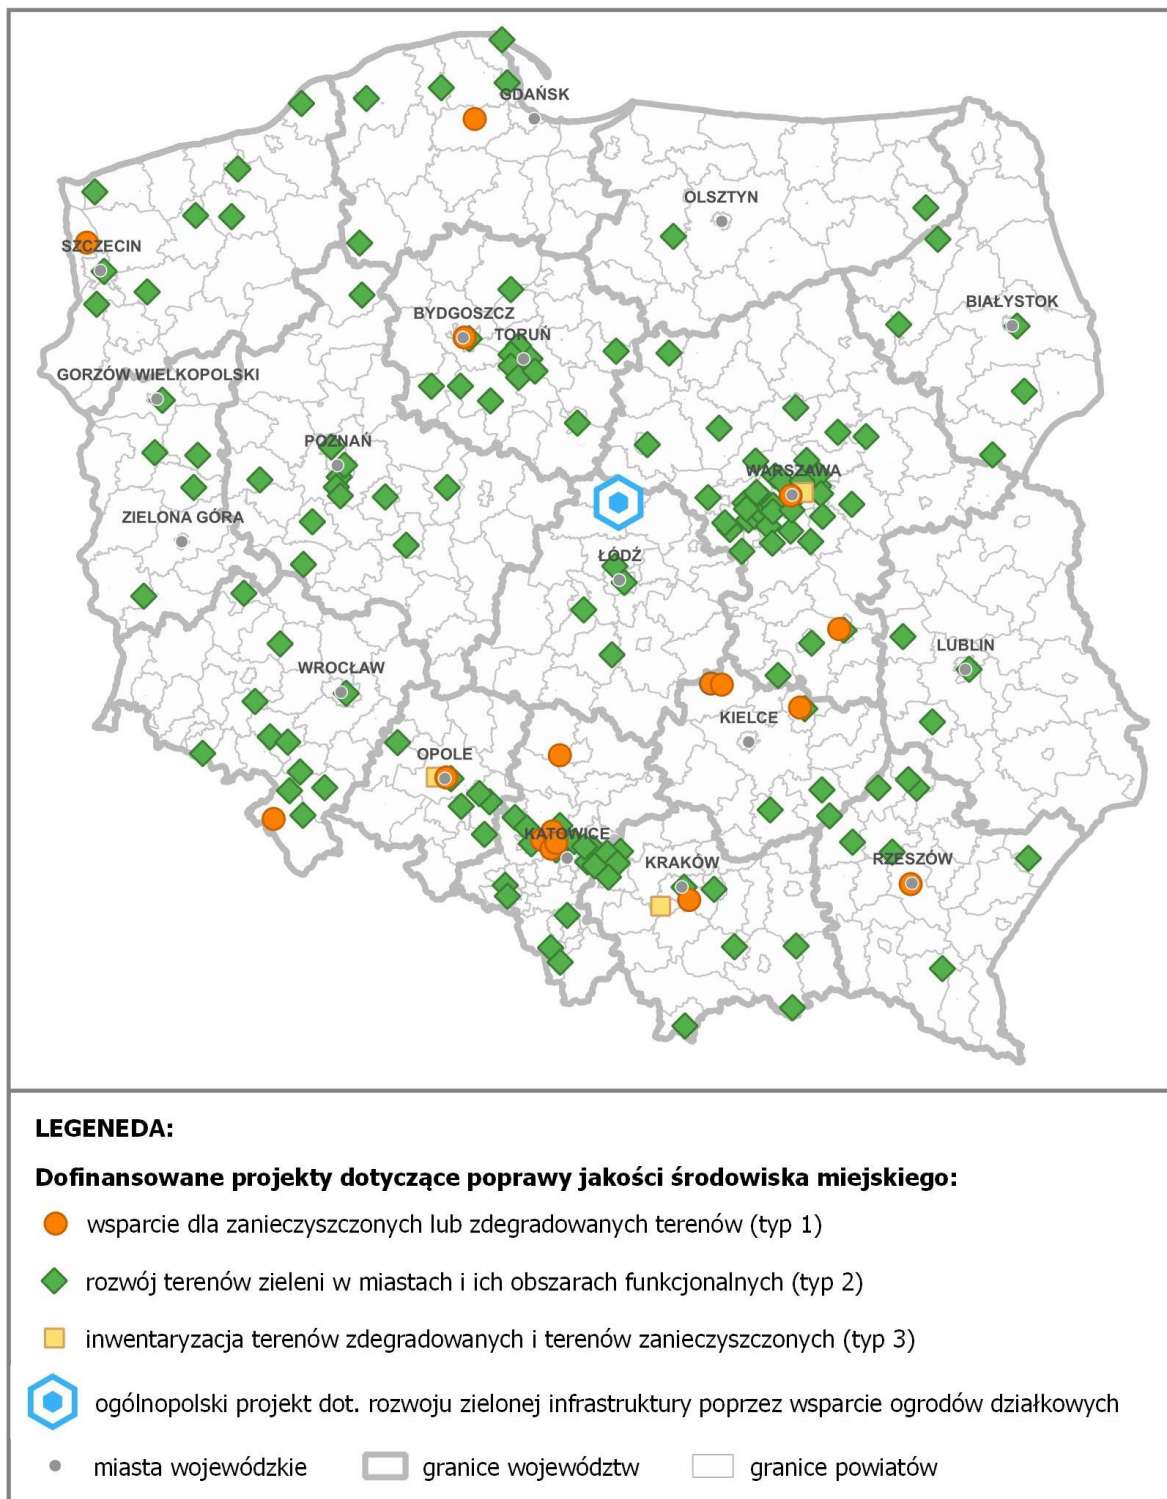 GDAŃSK
OLSZTYN
SZCZECIN
BIAŁYSTOK
BYDGOSZCZ
TORUŃ
GORZÓW WIELKOPOLSKI
POZNAŃ
WARSZAWA
ZIELONA GÓRA
ŁÓDŹ
LUBLIN
WROCŁAW
KIELCE
OPOLE
KATOWICE
KRAKÓW
RZESZÓW
LEGENEDA:
Dofinansowane projekty dotyczące poprawy jakości środowiska miejskiego:
wsparcie dla zanieczyszczonych lub zdegradowanych terenów (typ 1)
rozwój terenów zieleni w miastach i ich obszarach funkcjonalnych (typ 2)
inwentaryzacja terenów zdegradowanych i terenów zanieczyszczonych (typ 3)
ogólnopolski projekt dot. rozwoju zielonej infrastruktury poprzez wsparcie ogrodów działkowych
miasta wojewódzkie granice województw granice powiatów